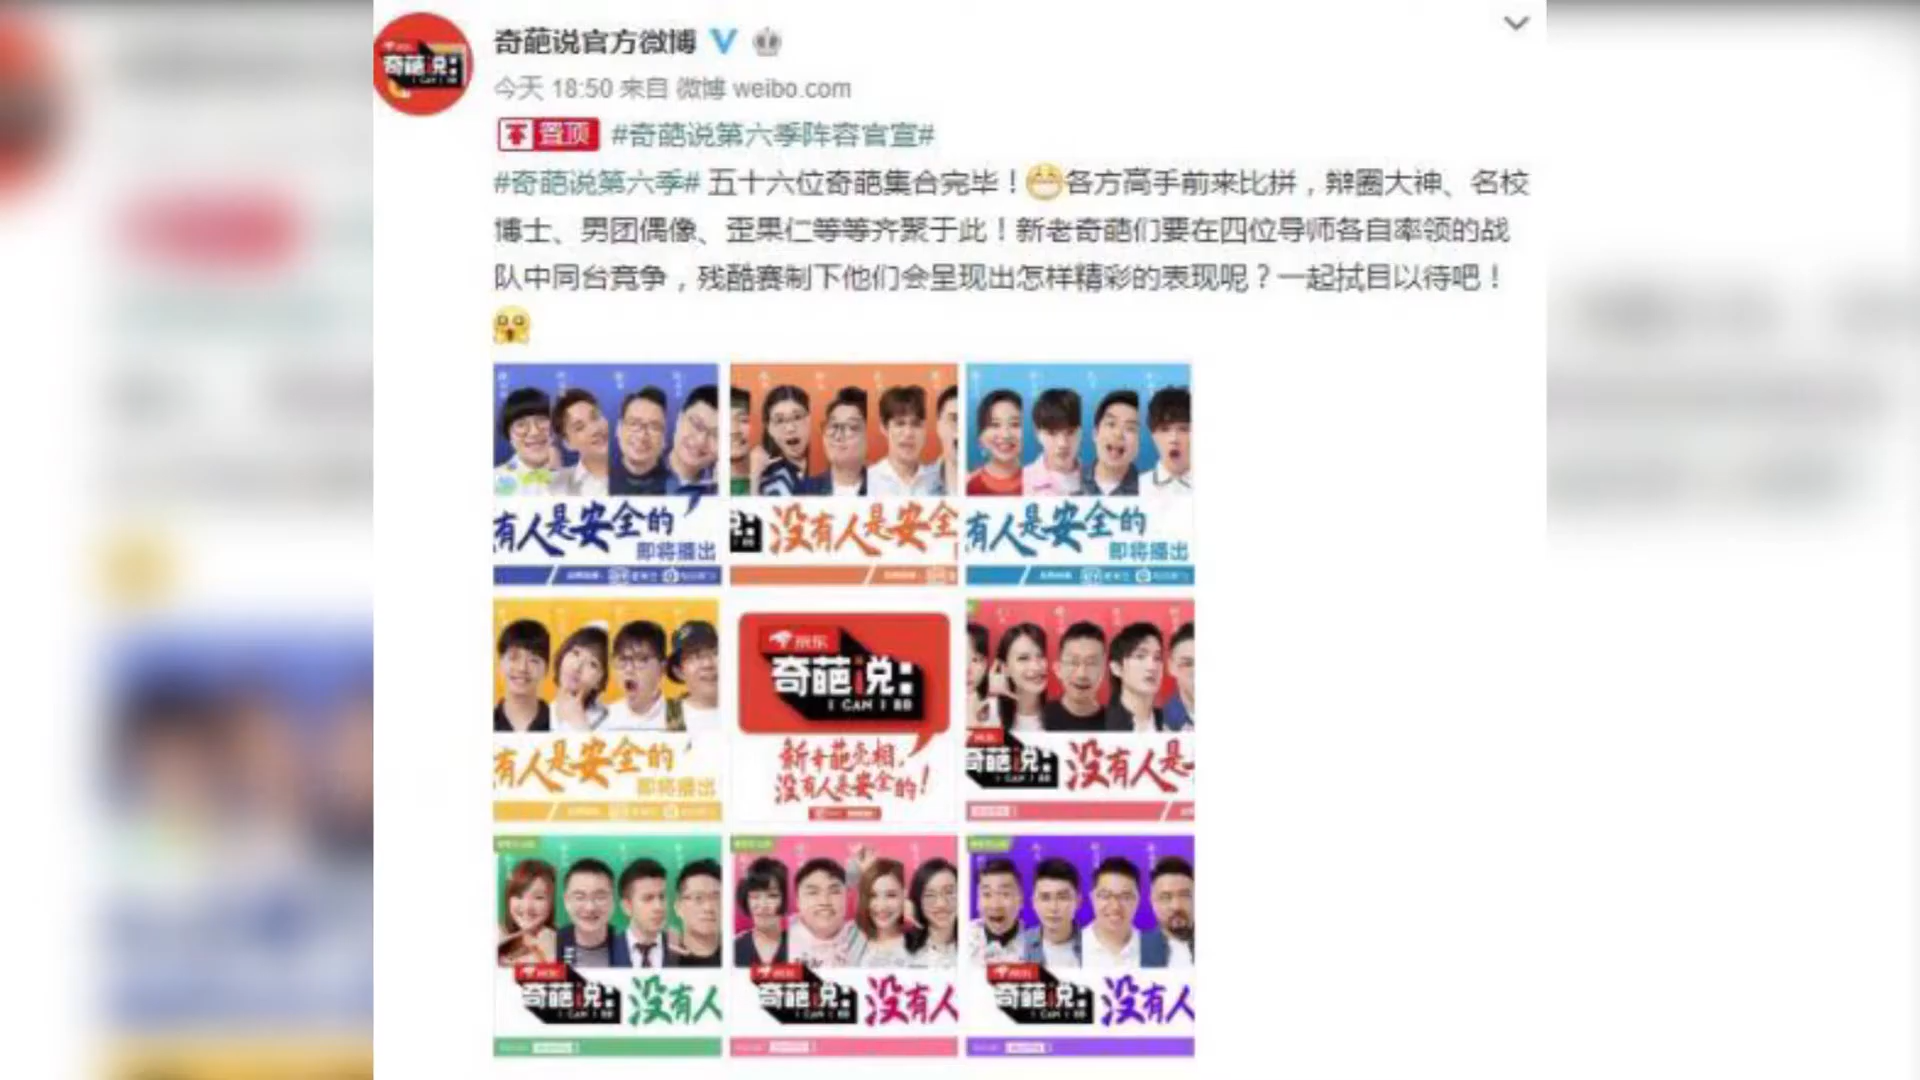 奇葩说官方微博
今天 18:50 来自 微博 weibo.com
置顶 #奇葩说第六季阵容官宣#
#奇葩说第六季# 五十六位奇葩集合完毕！各方高手前来比拼，辩圈大神、名校
博士、男团偶像、歪果仁等等齐聚于此！新老奇葩们要在四位导师各自率领的战
队中同台竞争，残酷赛制下他们会呈现出怎样精彩的表现呢？一起拭目以待吧！
有人是安全的
即将播出
没有人是安全
有人是安全的
即将播出
有人是安全的
即将播出
京东
奇葩说:
I CAN I BB
新奇葩亮相,
没有人是安全的!
奇葩说:
I CAN I BB
没有人是
奇葩说:
I CAN I BB
没有人
奇葩说:
I CAN I BB
没有人
奇葩说:
I CAN I BB
没有人